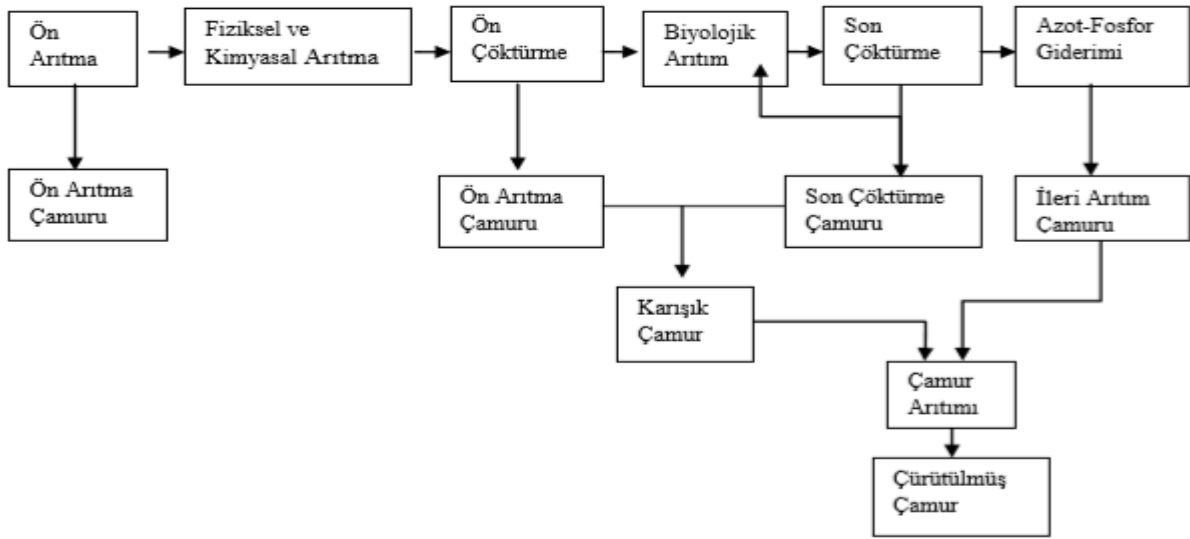 Ön
Arıtma
Fiziksel ve
Kimyasal Arıtma
Ön
Çöktürme
Biyolojik
Arıtım
Son
Çöktürme
Azot-Fosfor
Giderimi
Ön Arıtma
Çamuru
Ön Arıtma
Çamuru
Son Çöktürme
Çamuru
İleri Arıtım
Çamuru
Karışık
Çamur
Çamur
Arıtımı
Çürütülmüş
Çamur